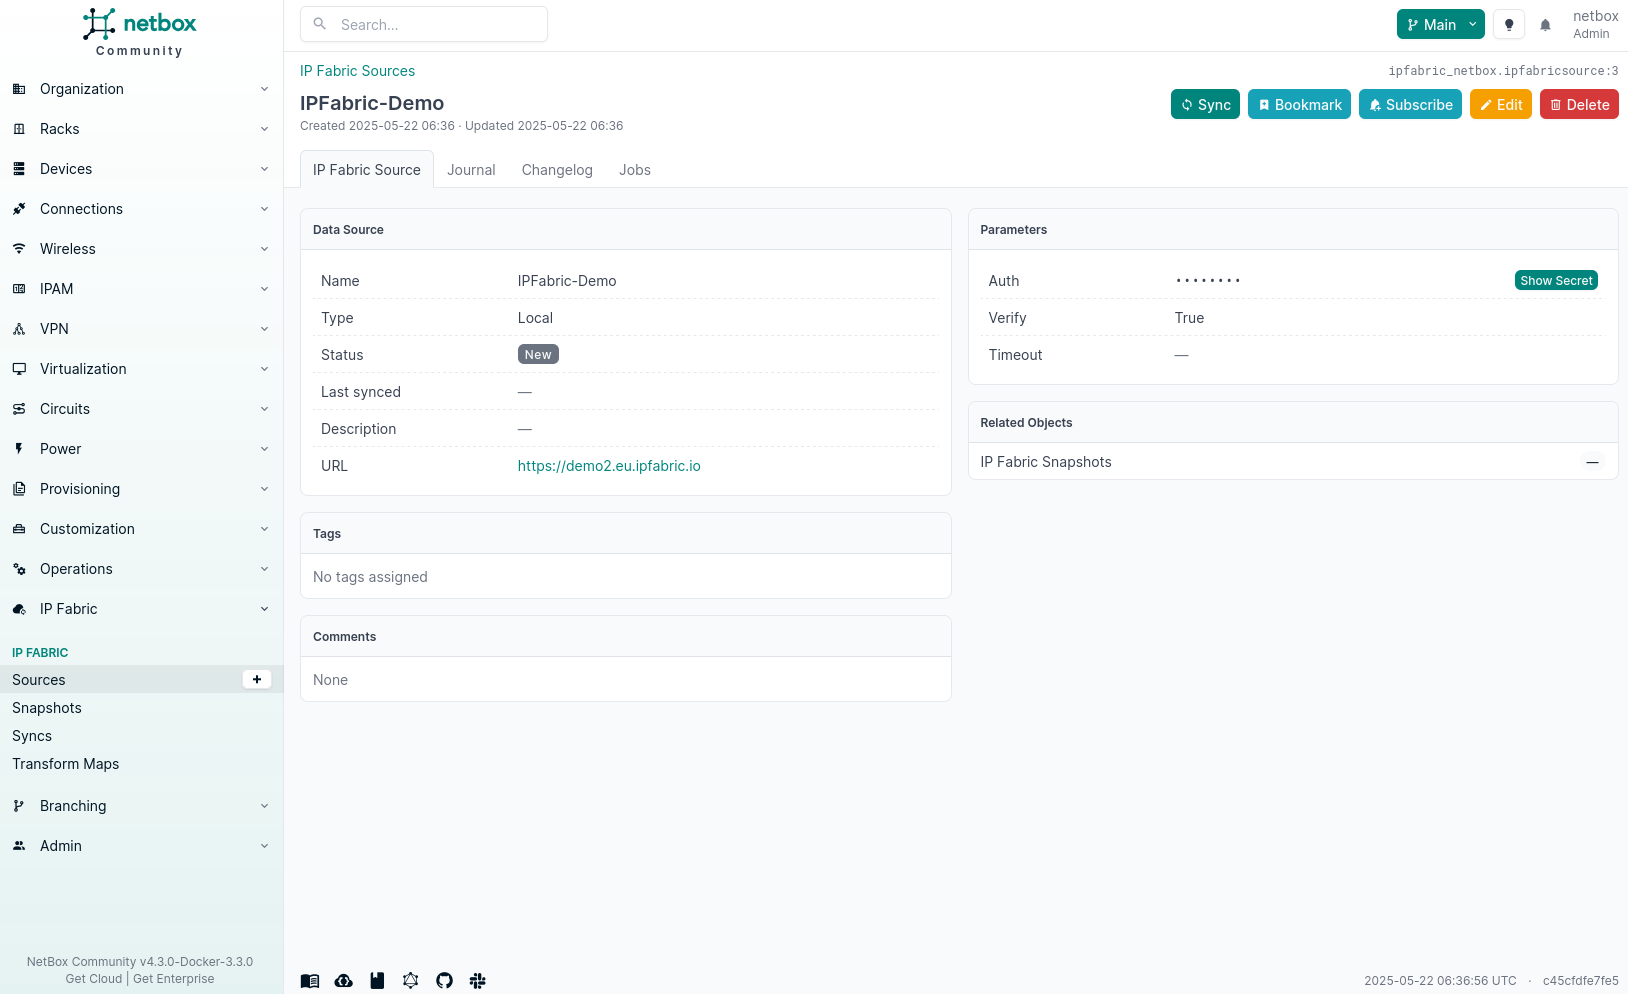 netbox
Community
Organization
Racks
Devices
Connections
Wireless
IPAM
VPN
Virtualization
Circuits
Power
Provisioning
Customization
Operations
IP Fabric
IP FABRIC
Sources
+
Snapshots
Syncs
Transform Maps
Branching
Admin
NetBox Community v4.3.0-Docker-3.3.0
Get Cloud | Get Enterprise
Search...
Main
netbox
Admin
IP Fabric Sources
ipfabric_netbox.ipfabricsource:3
IPFabric-Demo
Created 2025-05-22 06:36 · Updated 2025-05-22 06:36
Sync
Bookmark
Subscribe
Edit
Delete
IP Fabric Source
Journal
Changelog
Jobs
Data Source
Name IPFabric-Demo
Type Local
Status New
Last synced —
Description —
URL https://demo2.eu.ipfabric.io
Tags
No tags assigned
Comments
None
Parameters
Auth •••••••• Show Secret
Verify True
Timeout —
Related Objects
IP Fabric Snapshots —
2025-05-22 06:36:56 UTC · c45cfdfe7fe5